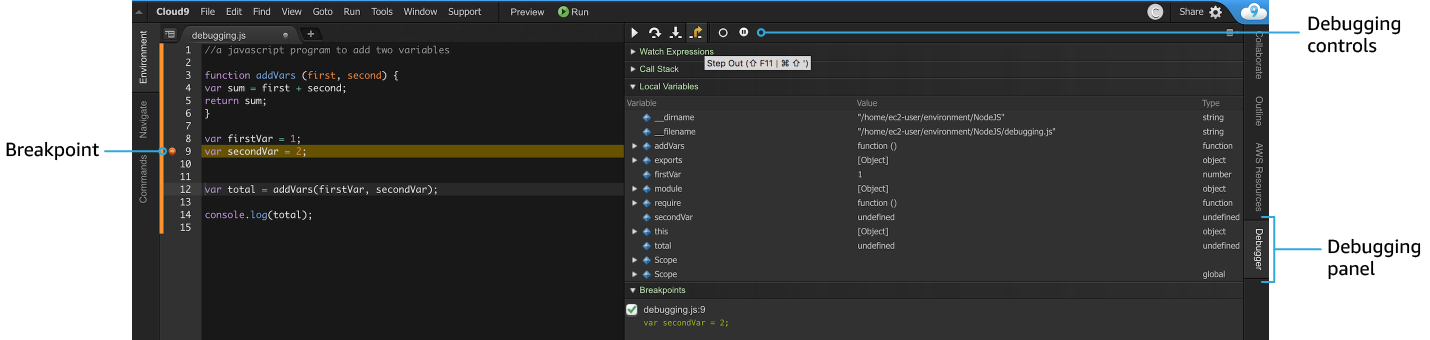 Cloud9 File Edit Find View Goto Run Tools Window Support Preview Run Share
Debugging
controls
Environment
Navigate
Commands
debugging.js
1 //a javascript program to add two variables
2
3 function addVars (first, second) {
4 var sum = first + second;
5 return sum;
6 }
7
8 var firstVar = 1;
Breakpoint
9 var secondVar = 2;
10
11
12 var total = addVars(firstVar, secondVar);
13
14 console.log(total);
15
Watch Expressions
Step Out (⇧ F11 | ⌘ ⇧ ')
Call Stack
Local Variables
Variable Value Type
__dirname "/home/ec2-user/environment/NodeJS" string
__filename "/home/ec2-user/environment/NodeJS/debugging.js" string
addVars function () function
exports [Object] object
firstVar 1 number
module [Object] object
require function () function
secondVar undefined undefined
this [Object] object
total undefined undefined
Scope
Scope global
Breakpoints
debugging.js:9
var secondVar = 2;
Collaborate
Outline
AWS Resources
Debugger
Debugging
panel